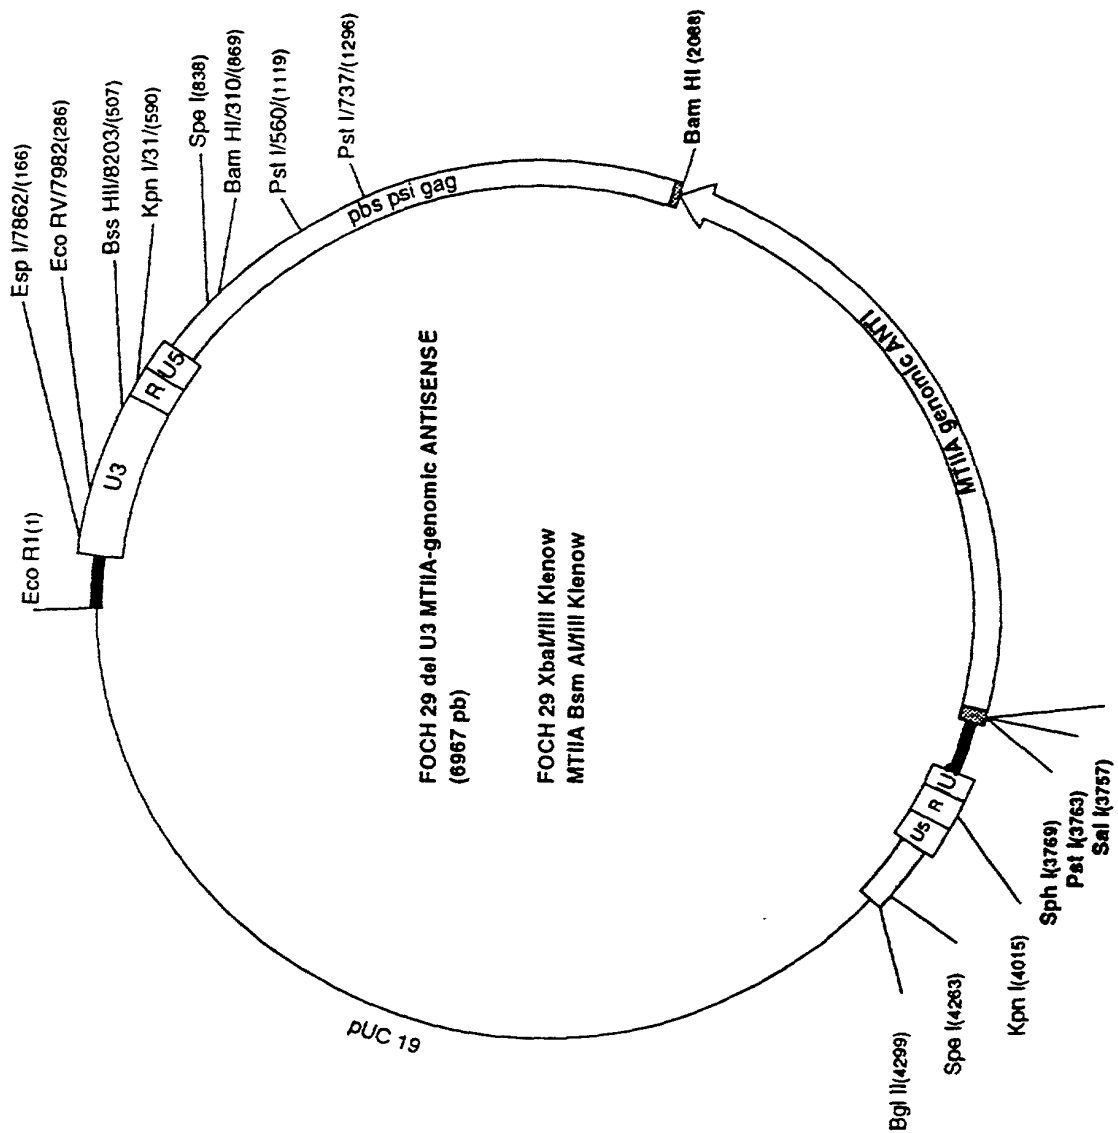 Eco R1(1)
Esp I/7862/(166)
Eco RV/7982(286)
Bss HII/8203/(507)
Kpn I/31/(590)
Spe I(838)
Bam HI/310/(869)
Pst I/560/(1119)
Pst I/737/(1296)
Bam HI (2088)
U3
R
U5
pbs psi gag
MTIIA genomic ANTI
FOCH 29 del U3 MTIIA-genomic ANTISENSE
(6967 pb)
FOCH 29 XbaI/fill Klenow
MTIIA Bsm AI/fill Klenow
U
R
U5
Sal I(3757)
Pst I(3763)
Sph I(3769)
Kpn I(4015)
Spe I(4263)
Bgl II(4299)
pUC 19